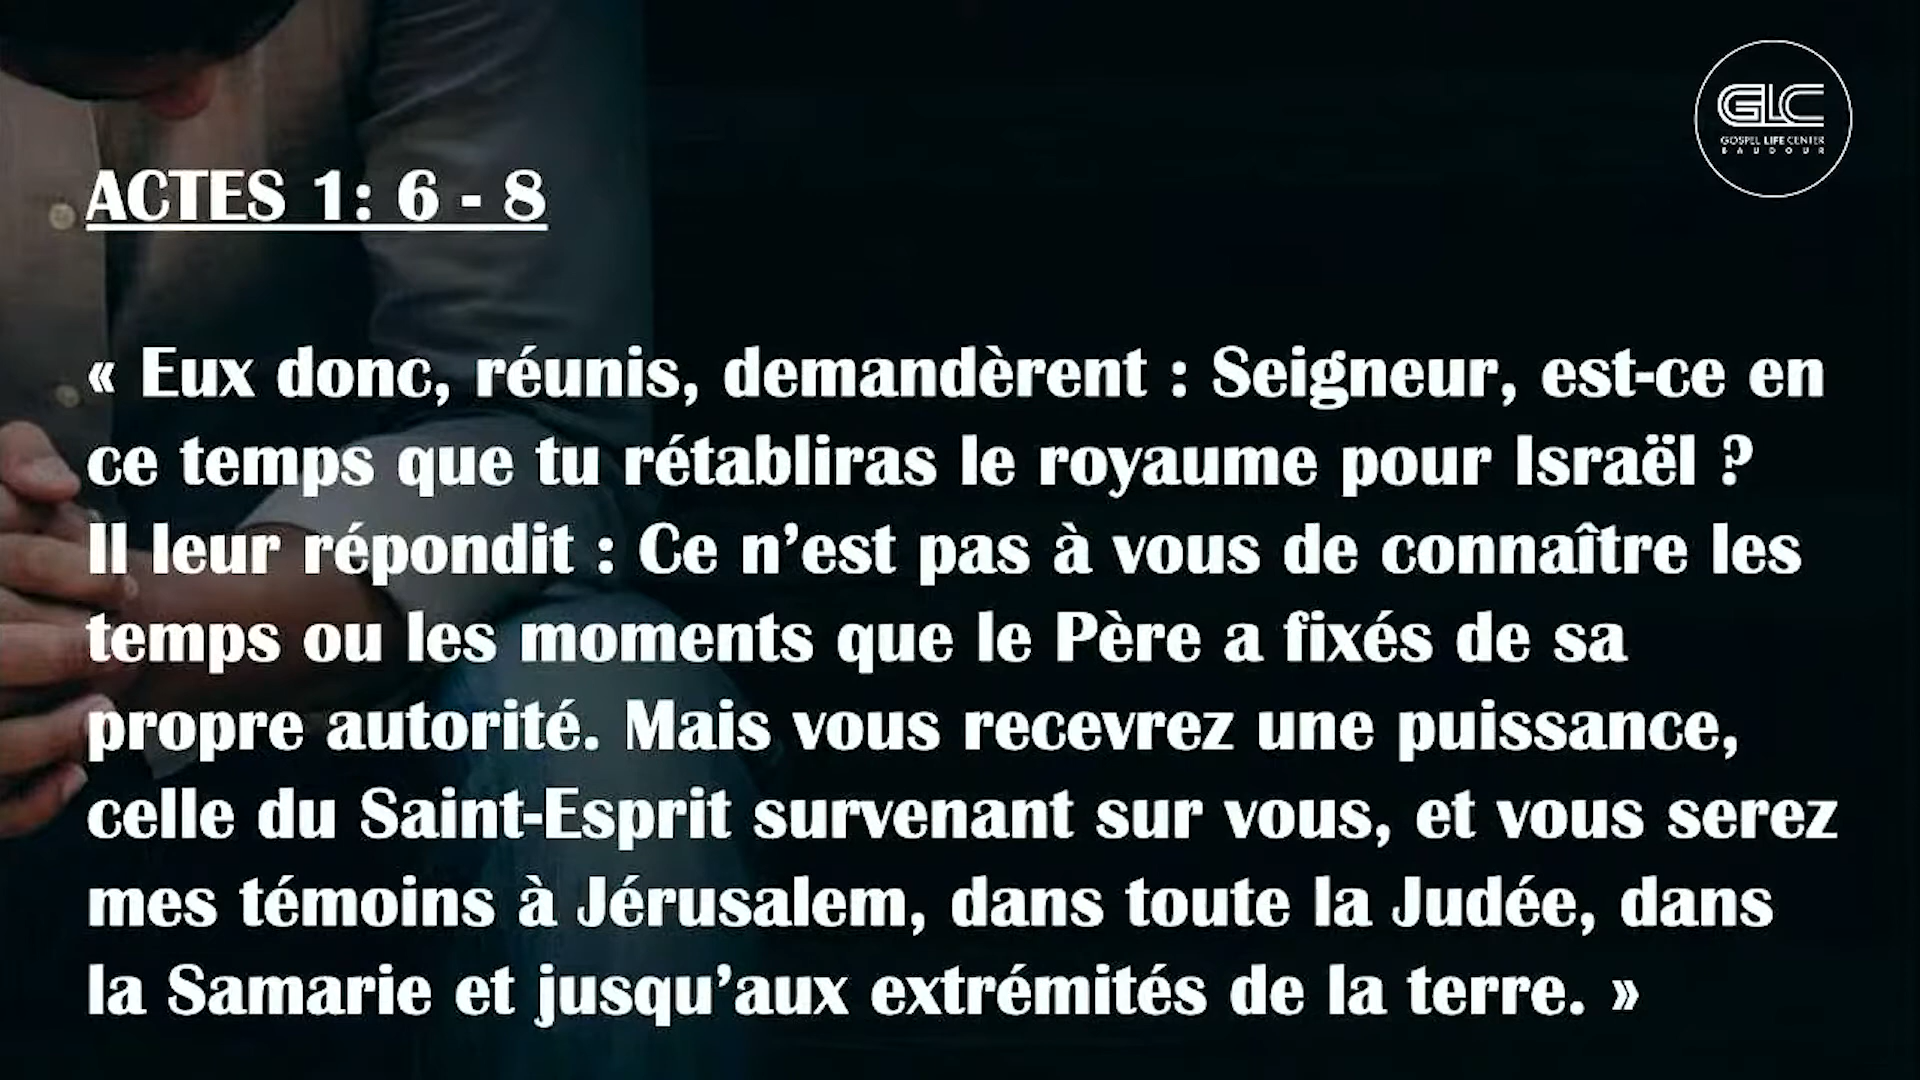 GLC
GOSPEL LIFE CENTER
BAUDOUR
ACTES 1: 6 - 8
« Eux donc, réunis, demandèrent : Seigneur, est-ce en
ce temps que tu rétabliras le royaume pour Israël ?
Il leur répondit : Ce n’est pas à vous de connaître les
temps ou les moments que le Père a fixés de sa
propre autorité. Mais vous recevrez une puissance,
celle du Saint-Esprit survenant sur vous, et vous serez
mes témoins à Jérusalem, dans toute la Judée, dans
la Samarie et jusqu’aux extrémités de la terre. »